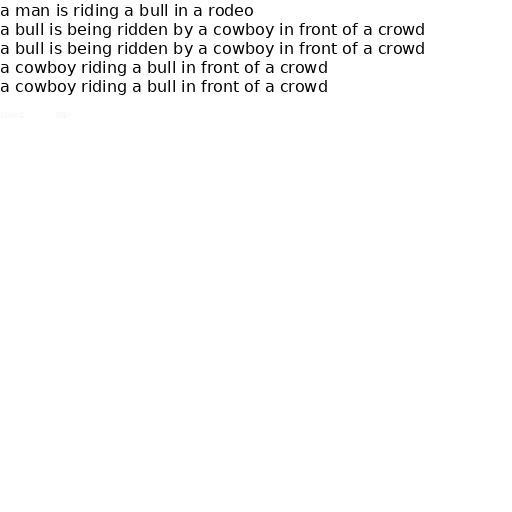 a man is riding a bull in a rodeo
a bull is being ridden by a cowboy in front of a crowd
a bull is being ridden by a cowboy in front of a crowd
a cowboy riding a bull in front of a crowd
a cowboy riding a bull in front of a crowd